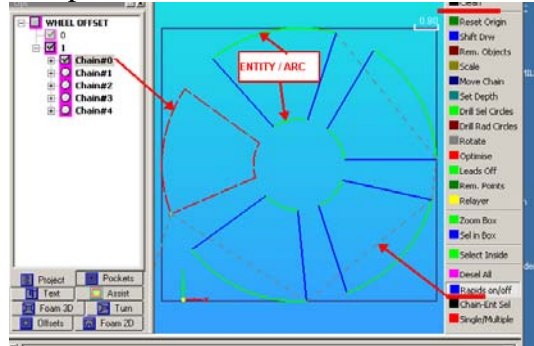 Clean
WHEEL OFFSET
0
1
Chain#0
Chain#1
Chain#2
Chain#3
Chain#4
0.80
ENTITY / ARC
Reset Origin
Shift Drw
Rem. Objects
Scale
Move Chain
Set Depth
Drill Sel Circles
Drill Rad Circles
Rotate
Optimise
Leads Off
Rem. Points
Relayer
Zoom Box
Sel in Box
Select Inside
Desel All
Rapids on/off
Chain-Ent Sel
Single/Multiple
Project
Pockets
Text
Assist
Foam 3D
Turn
Offsets
Foam 2D